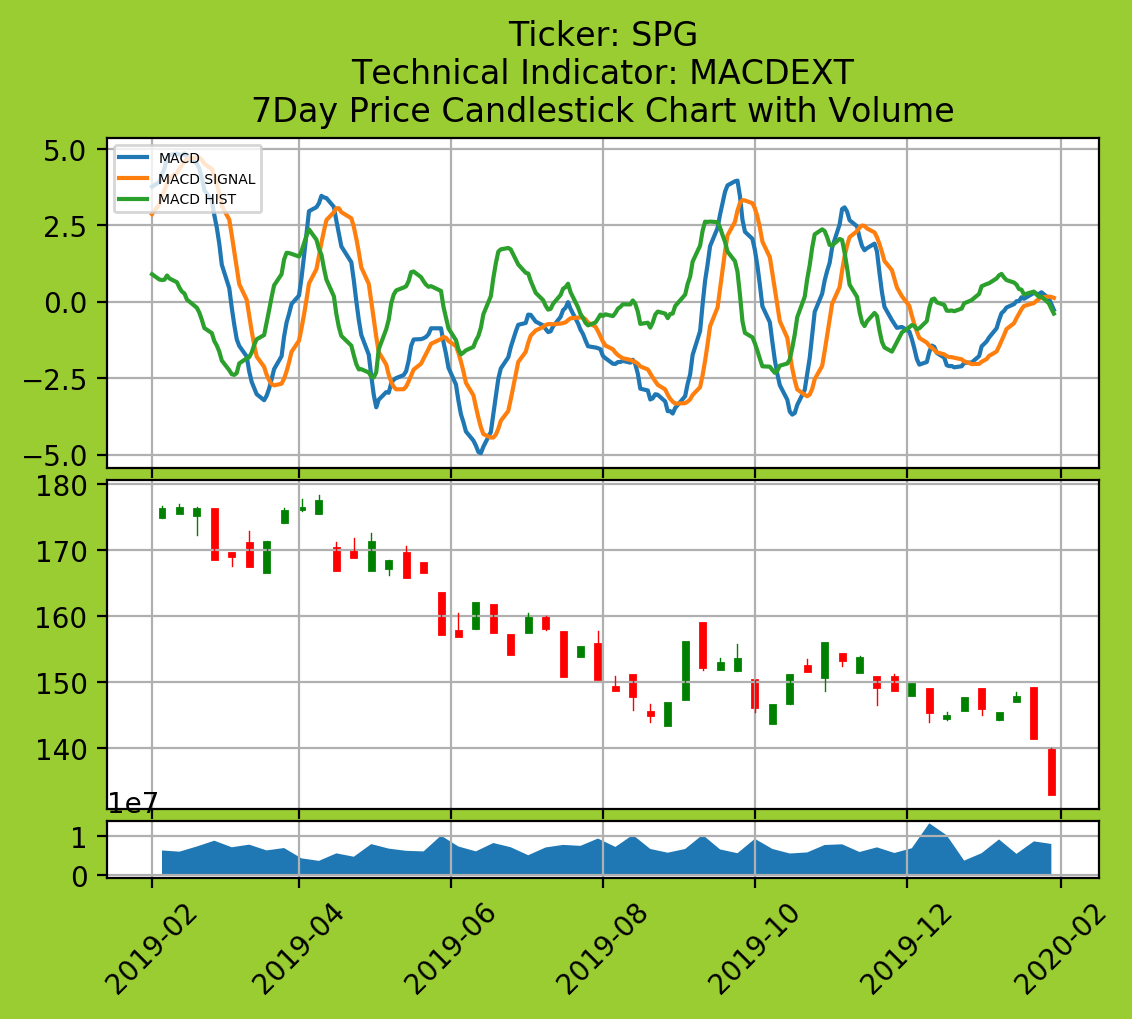 Ticker: SPG
Technical Indicator: MACDEXT
7Day Price Candlestick Chart with Volume
MACD
MACD SIGNAL
MACD HIST
5.0
2.5
0.0
−2.5
−5.0
180
170
160
150
140
1e7
1
0
2019-02
2019-04
2019-06
2019-08
2019-10
2019-12
2020-02